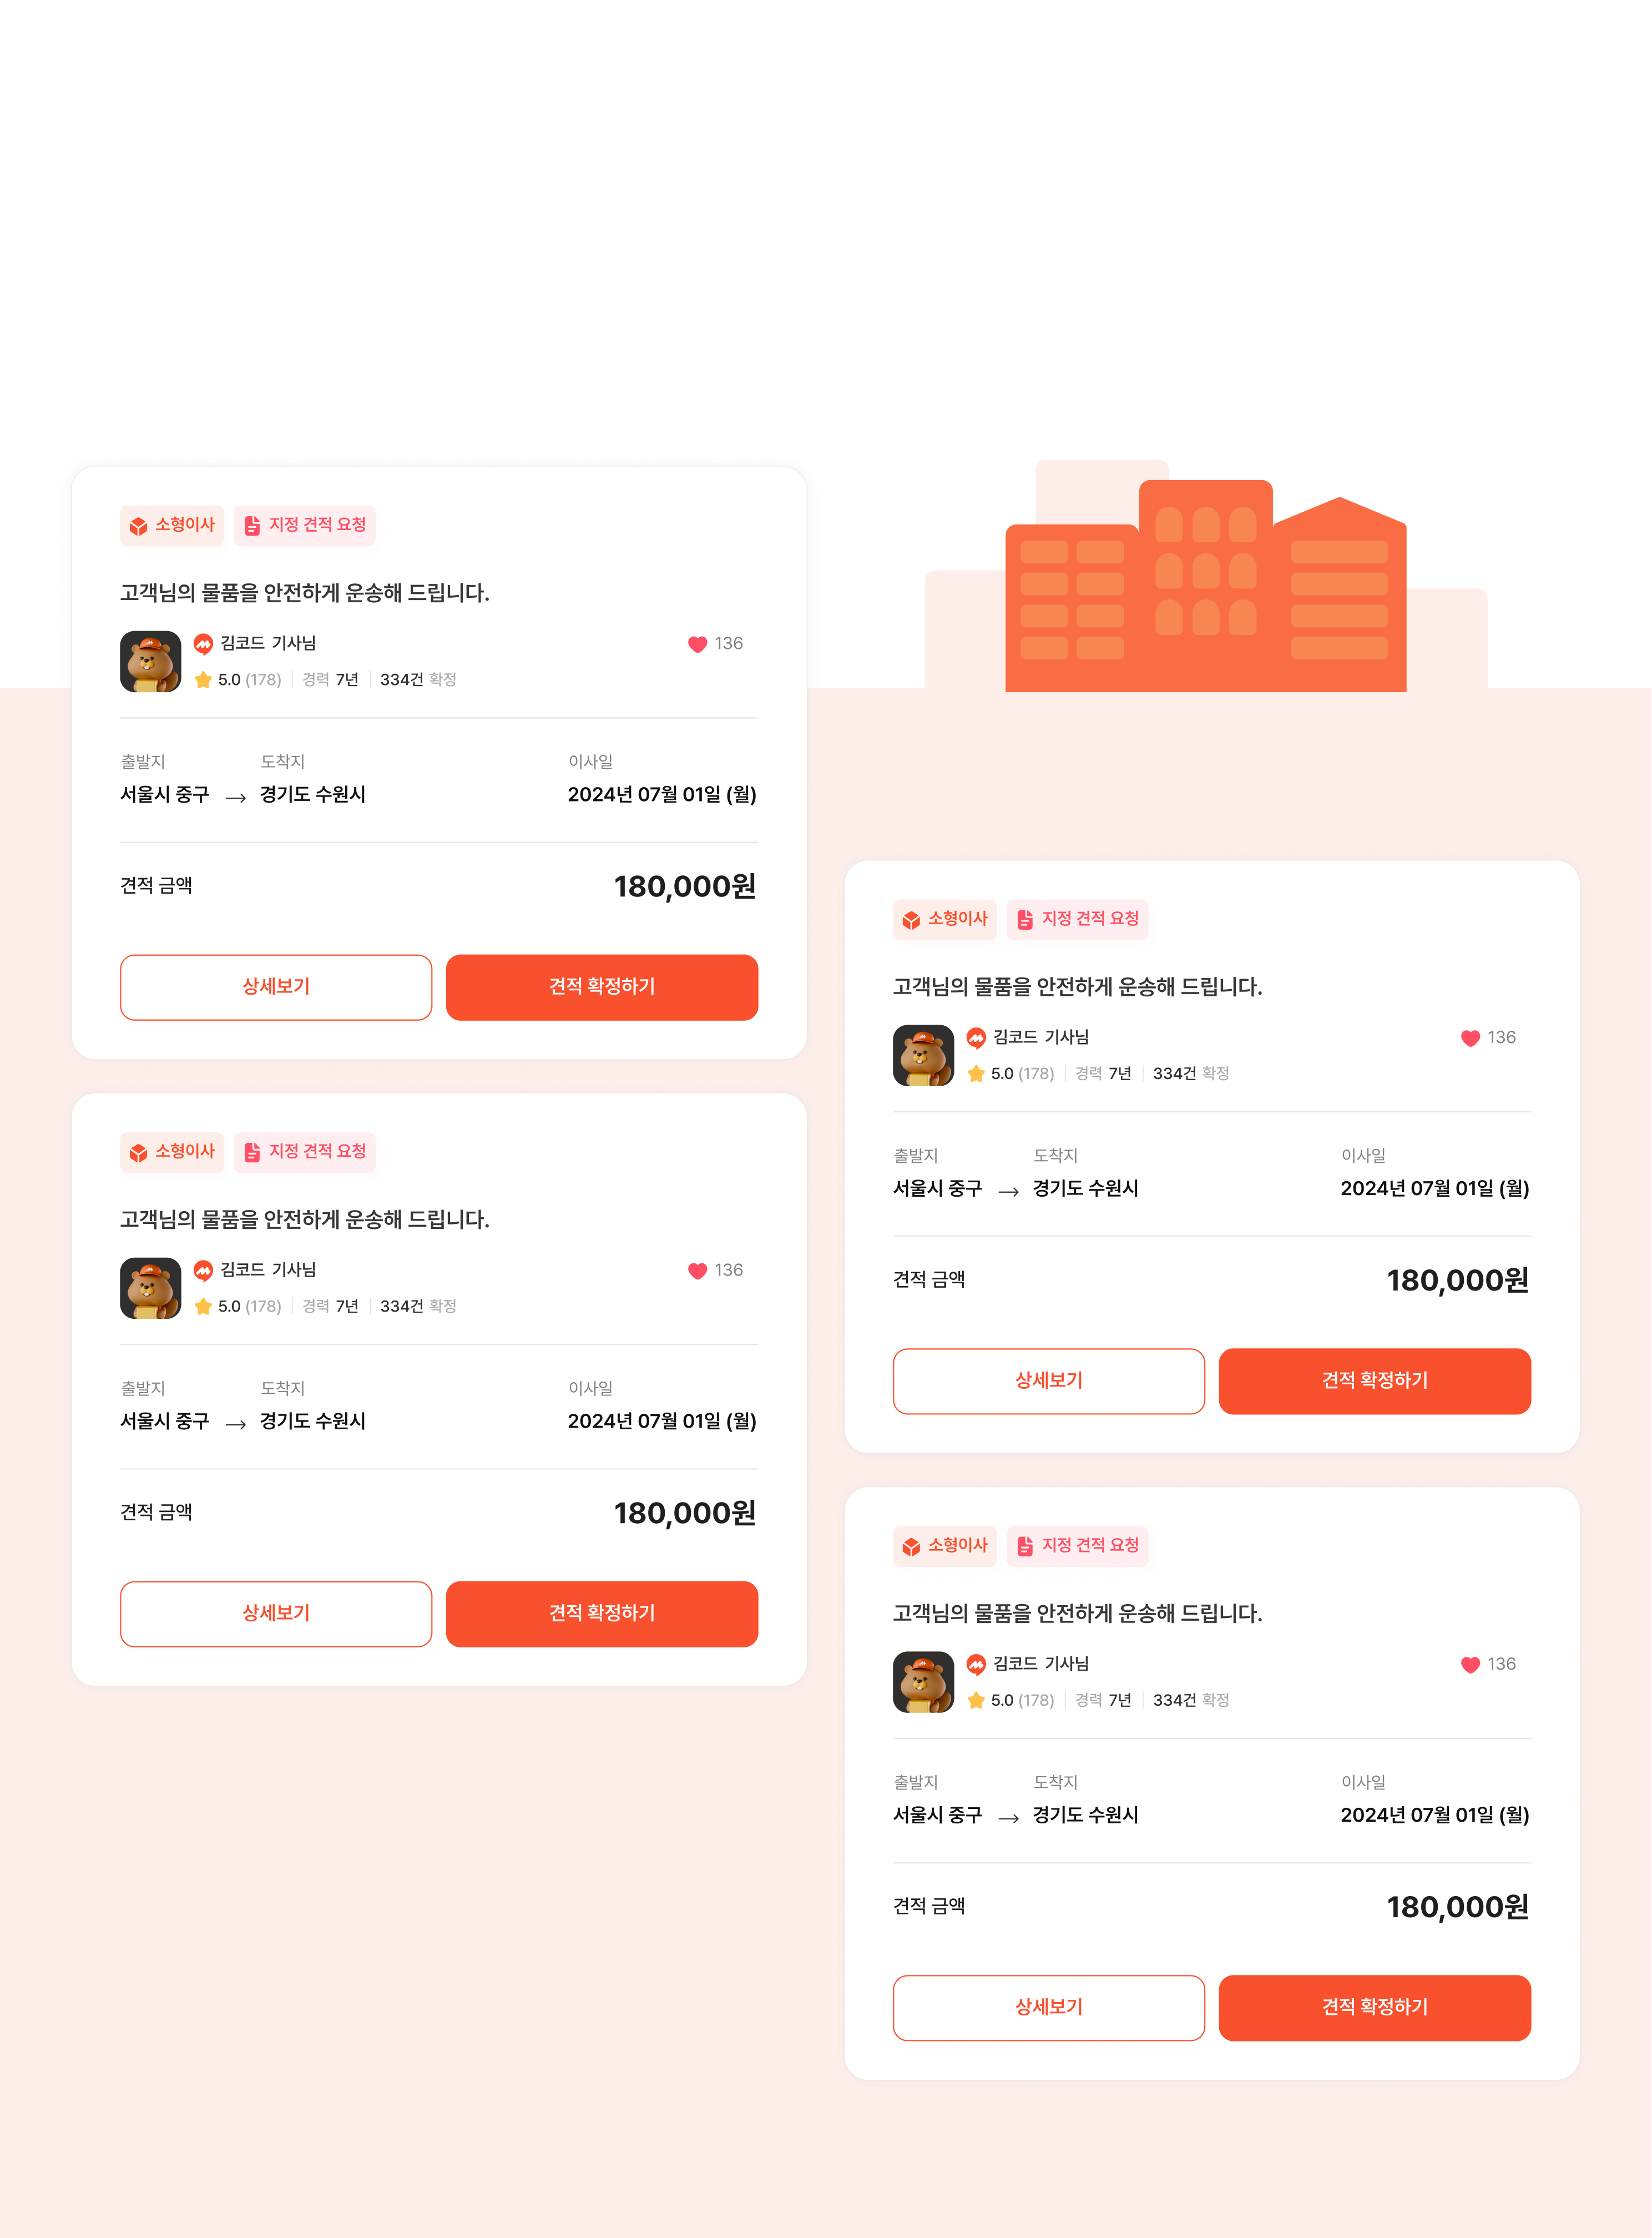 소형이사 지정 견적 요청
고객님의 물품을 안전하게 운송해 드립니다.
김코드 기사님 136
5.0 (178) 경력 7년 334건 확정
출발지 도착지 이사일
서울시 중구 → 경기도 수원시 2024년 07월 01일 (월)
견적 금액 180,000원
상세보기 견적 확정하기
소형이사 지정 견적 요청
고객님의 물품을 안전하게 운송해 드립니다.
김코드 기사님 136
5.0 (178) 경력 7년 334건 확정
출발지 도착지 이사일
서울시 중구 → 경기도 수원시 2024년 07월 01일 (월)
견적 금액 180,000원
상세보기 견적 확정하기
소형이사 지정 견적 요청
고객님의 물품을 안전하게 운송해 드립니다.
김코드 기사님 136
5.0 (178) 경력 7년 334건 확정
출발지 도착지 이사일
서울시 중구 → 경기도 수원시 2024년 07월 01일 (월)
견적 금액 180,000원
상세보기 견적 확정하기
소형이사 지정 견적 요청
고객님의 물품을 안전하게 운송해 드립니다.
김코드 기사님 136
5.0 (178) 경력 7년 334건 확정
출발지 도착지 이사일
서울시 중구 → 경기도 수원시 2024년 07월 01일 (월)
견적 금액 180,000원
상세보기 견적 확정하기